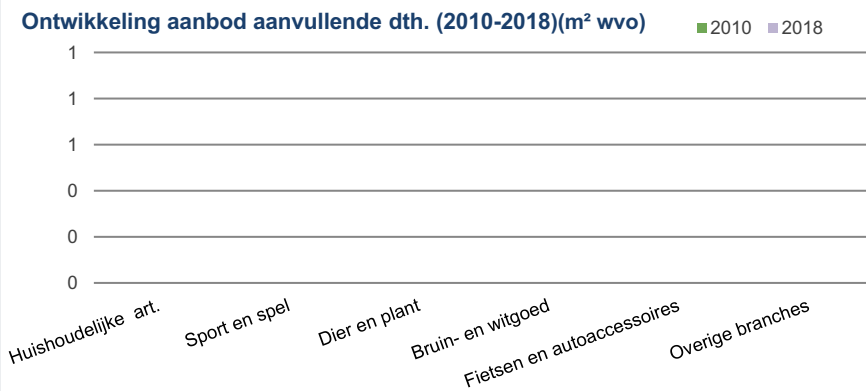 Ontwikkeling aanbod aanvullende dth. (2010-2018)(m² wvo)
2010 2018
1
1
1
0
0
0
Huishoudelijke art.
Sport en spel
Dier en plant
Bruin- en witgoed
Fietsen en autoaccessoires
Overige branches